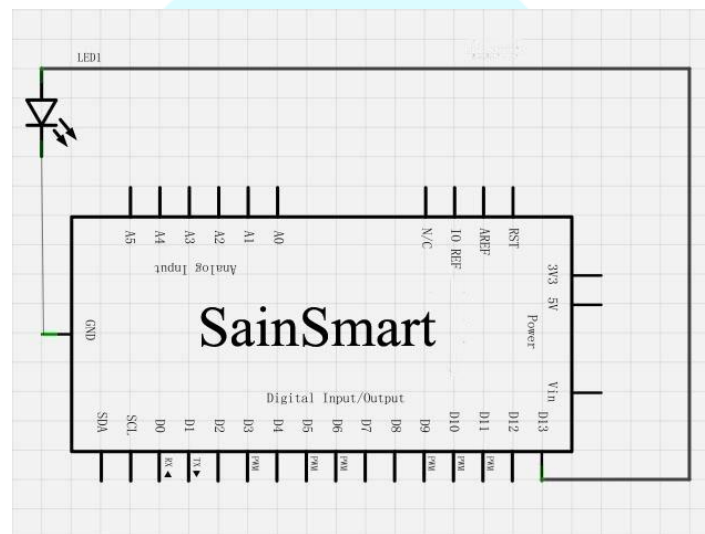 LED1
A5 A4 A3 A2 A1 A0
N/C IO REF AREF RST
Analog Input
3V3
5V
Power
Vin
GND
SainSmart
Digital Input/Output
SDA SCL D0 D1 D2 D3 D4 D5 D6 D7 D8 D9 D10 D11 D12 D13
RX TX PWM PWM PWM PWM PWM PWM